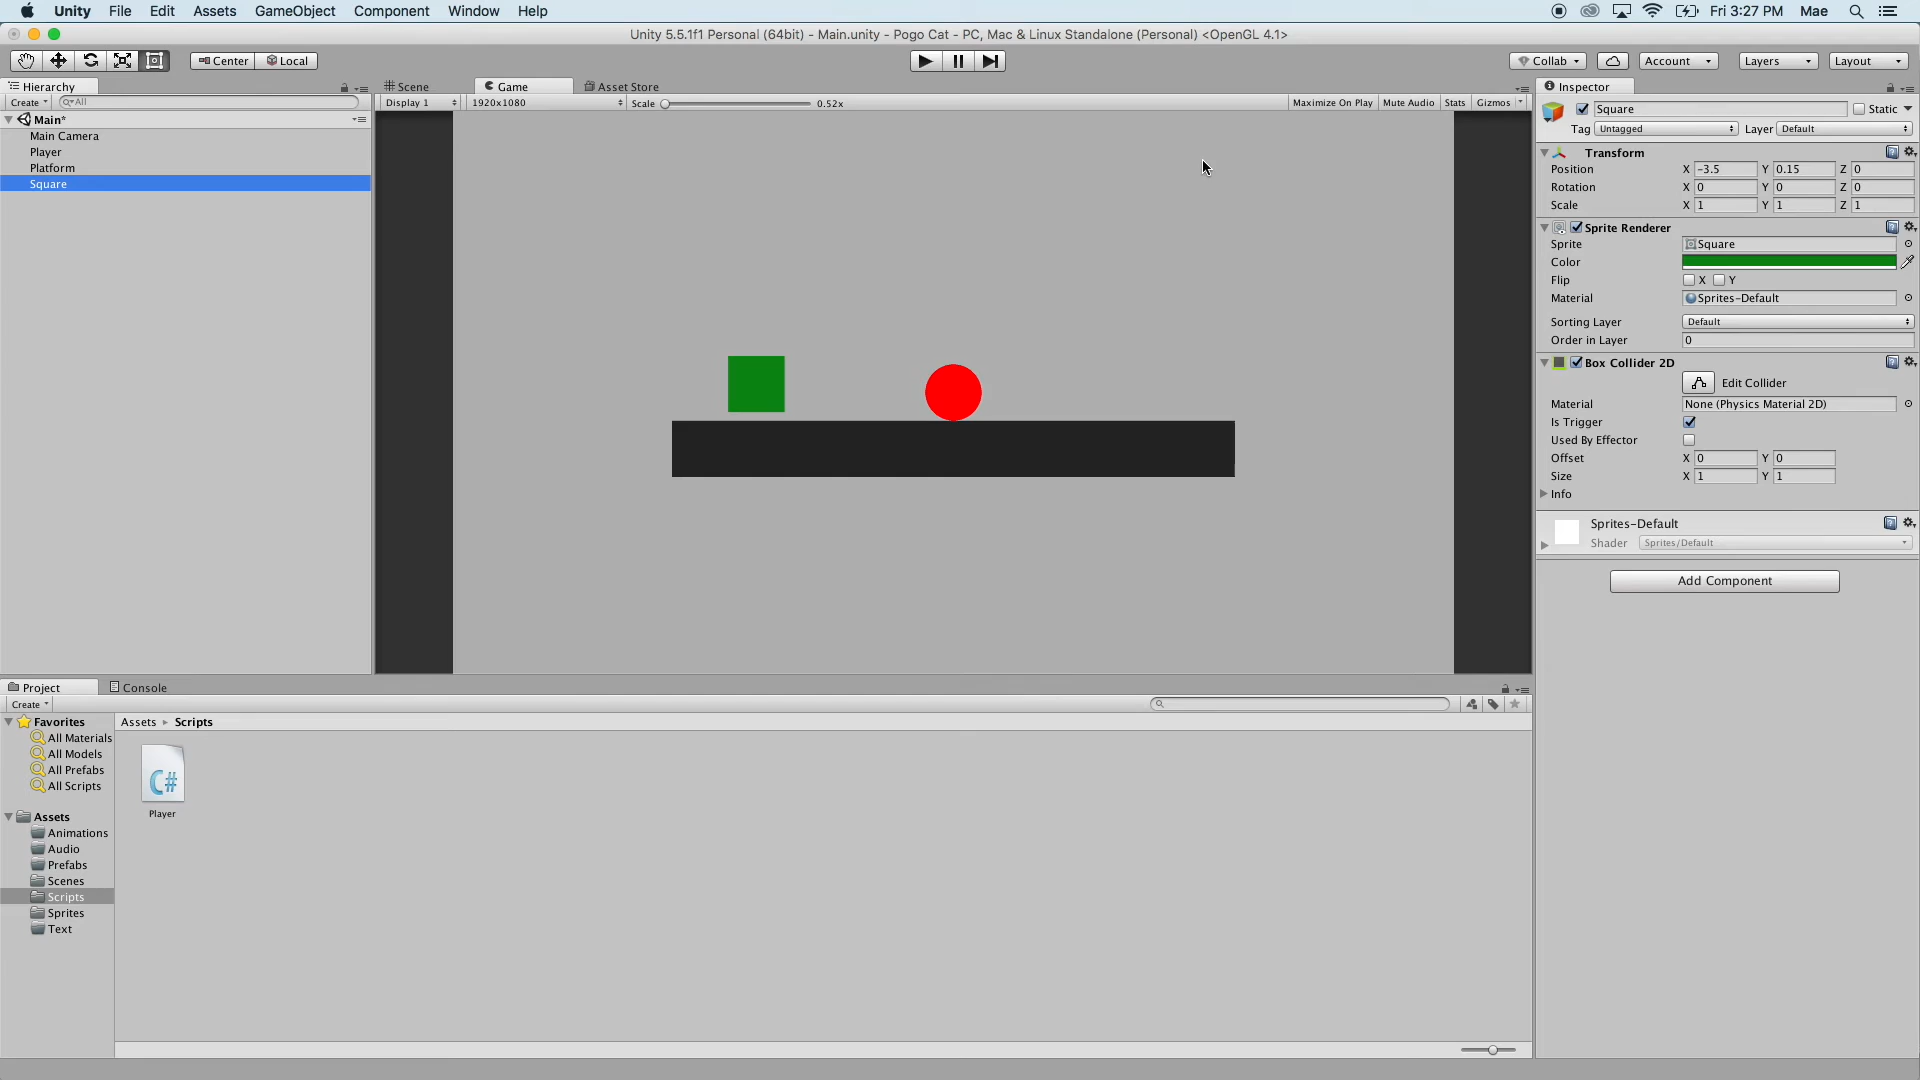 Unity File Edit Assets GameObject Component Window Help Fri 3:27 PM Mae
Unity 5.5.1f1 Personal (64bit) - Main.unity - Pogo Cat - PC, Mac & Linux Standalone (Personal) <OpenGL 4.1>
Center Local Collab Account Layers Layout
Hierarchy Scene Game Asset Store Inspector
Create All Display 1 1920x1080 Scale 0.52x Maximize On Play Mute Audio Stats Gizmos
Square Static
Main*
Tag Untagged Layer Default
Main Camera
Player
Platform
Square
Transform
Position X -3.5 Y 0.15 Z 0
Rotation X 0 Y 0 Z 0
Scale X 1 Y 1 Z 1
Sprite Renderer
Sprite Square
Color
Flip X Y
Material Sprites-Default
Sorting Layer Default
Order in Layer 0
Box Collider 2D
Edit Collider
Material None (Physics Material 2D)
Is Trigger
Used By Effector
Offset X 0 Y 0
Size X 1 Y 1
Info
Sprites-Default
Shader Sprites/Default
Add Component
Project Console
Create
Favorites
All Materials
All Models
All Prefabs
All Scripts
Assets
Animations
Audio
Prefabs
Scenes
Scripts
Sprites
Text
Assets Scripts
C#
Player